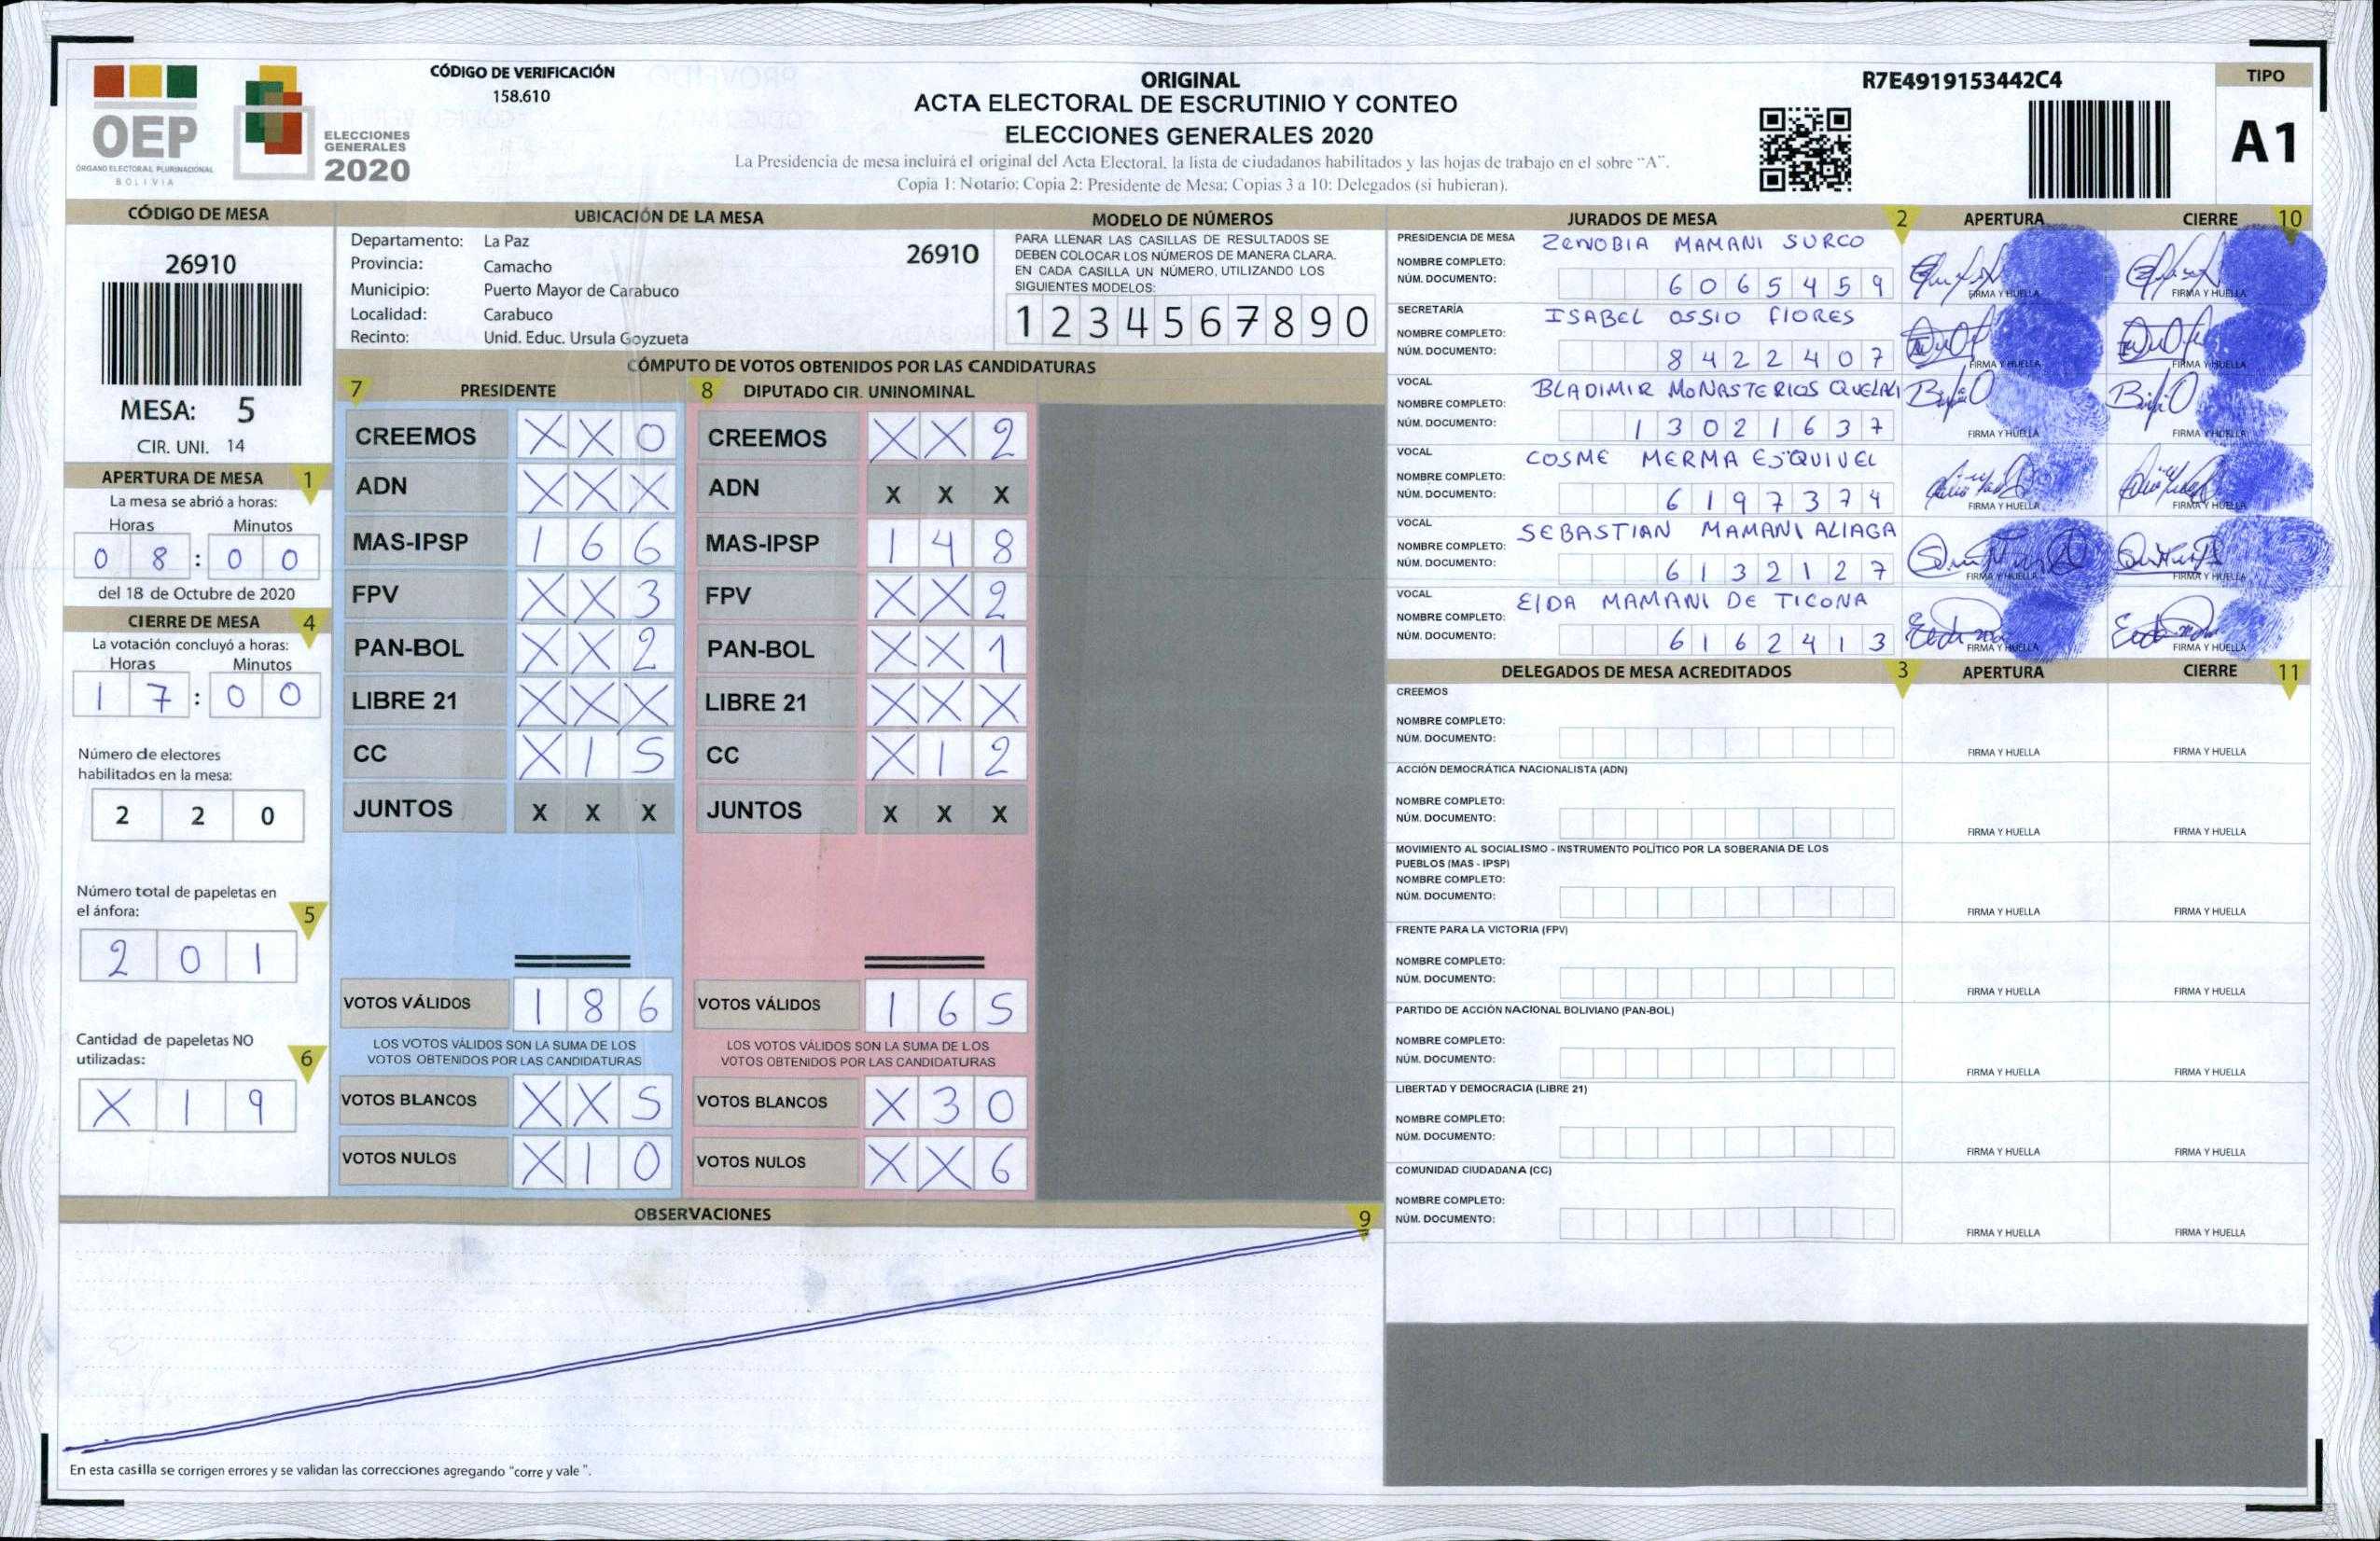 OEP
ÓRGANO ELECTORAL PLURINACIONAL
BOLIVIA
ELECCIONES
GENERALES
2020
CÓDIGO DE VERIFICACIÓN
158.610
ORIGINAL
ACTA ELECTORAL DE ESCRUTINIO Y CONTEO
ELECCIONES GENERALES 2020
La Presidencia de mesa incluirá el original del Acta Electoral, la lista de ciudadanos habilitados y las hojas de trabajo en el sobre "A".
Copia 1: Notario; Copia 2: Presidente de Mesa; Copias 3 a 10: Delegados (si hubieran).
R7E4919153442C4
TIPO
A1
CÓDIGO DE MESA
26910
MESA: 5
CIR. UNI. 14
APERTURA DE MESA 1
La mesa se abrió a horas:
Horas Minutos
0 8 : 0 0
del 18 de Octubre de 2020
CIERRE DE MESA 4
La votación concluyó a horas:
Horas Minutos
1 7 : 0 0
Número de electores
habilitados en la mesa:
2 2 0
Número total de papeletas en
el ánfora: 5
2 0 1
Cantidad de papeletas NO
utilizadas: 6
X 1 9
UBICACIÓN DE LA MESA
Departamento: La Paz 26910
Provincia: Camacho
Municipio: Puerto Mayor de Carabuco
Localidad: Carabuco
Recinto: Unid. Educ. Ursula Goyzueta
MODELO DE NÚMEROS
PARA LLENAR LAS CASILLAS DE RESULTADOS SE
DEBEN COLOCAR LOS NÚMEROS DE MANERA CLARA.
EN CADA CASILLA UN NÚMERO, UTILIZANDO LOS
SIGUIENTES MODELOS:
1 2 3 4 5 6 7 8 9 0
CÓMPUTO DE VOTOS OBTENIDOS POR LAS CANDIDATURAS
7 PRESIDENTE 8 DIPUTADO CIR. UNINOMINAL
CREEMOS X X 0 CREEMOS X X 2
ADN X X X ADN X X X
MAS-IPSP 1 6 6 MAS-IPSP 1 4 8
FPV X X 3 FPV X X 2
PAN-BOL X X 2 PAN-BOL X X 1
LIBRE 21 X X X LIBRE 21 X X X
CC X 1 5 CC X 1 2
JUNTOS X X X JUNTOS X X X
VOTOS VÁLIDOS 1 8 6 VOTOS VÁLIDOS 1 6 5
LOS VOTOS VÁLIDOS SON LA SUMA DE LOS LOS VOTOS VÁLIDOS SON LA SUMA DE LOS
VOTOS OBTENIDOS POR LAS CANDIDATURAS VOTOS OBTENIDOS POR LAS CANDIDATURAS
VOTOS BLANCOS X X 5 VOTOS BLANCOS X 3 0
VOTOS NULOS X 1 0 VOTOS NULOS X X 6
OBSERVACIONES 9
En esta casilla se corrigen errores y se validan las correcciones agregando "corre y vale ".
JURADOS DE MESA 2 APERTURA CIERRE 10
PRESIDENCIA DE MESA ZENOBIA MAMANI SURCO
NOMBRE COMPLETO:
NÚM. DOCUMENTO: 6 0 6 5 4 5 9 FIRMA Y HUELLA FIRMA Y HUELLA
SECRETARÍA ISABEL OSSIO FlORES
NOMBRE COMPLETO:
NÚM. DOCUMENTO: 8 4 2 2 4 0 7 FIRMA Y HUELLA FIRMA Y HUELLA
VOCAL BLADIMIR MONASTERIOS QUELALI
NOMBRE COMPLETO:
NÚM. DOCUMENTO: 1 3 0 2 1 6 3 7 FIRMA Y HUELLA FIRMA Y HUELLA
VOCAL COSME MERMA ESQUIVEL
NOMBRE COMPLETO:
NÚM. DOCUMENTO: 6 1 9 7 3 7 4 FIRMA Y HUELLA FIRMA Y HUELLA
VOCAL SEBASTIAN MAMANI ALIAGA
NOMBRE COMPLETO:
NÚM. DOCUMENTO: 6 1 3 2 1 2 7 FIRMA Y HUELLA FIRMA Y HUELLA
VOCAL ElDA MAMANI DE TICONA
NOMBRE COMPLETO:
NÚM. DOCUMENTO: 6 1 6 2 4 1 3 FIRMA Y HUELLA FIRMA Y HUELLA
DELEGADOS DE MESA ACREDITADOS 3 APERTURA CIERRE 11
CREEMOS
NOMBRE COMPLETO:
NÚM. DOCUMENTO: FIRMA Y HUELLA FIRMA Y HUELLA
ACCIÓN DEMOCRÁTICA NACIONALISTA (ADN)
NOMBRE COMPLETO:
NÚM. DOCUMENTO: FIRMA Y HUELLA FIRMA Y HUELLA
MOVIMIENTO AL SOCIALISMO - INSTRUMENTO POLÍTICO POR LA SOBERANIA DE LOS
PUEBLOS (MAS - IPSP)
NOMBRE COMPLETO:
NÚM. DOCUMENTO: FIRMA Y HUELLA FIRMA Y HUELLA
FRENTE PARA LA VICTORIA (FPV)
NOMBRE COMPLETO:
NÚM. DOCUMENTO: FIRMA Y HUELLA FIRMA Y HUELLA
PARTIDO DE ACCIÓN NACIONAL BOLIVIANO (PAN-BOL)
NOMBRE COMPLETO:
NÚM. DOCUMENTO: FIRMA Y HUELLA FIRMA Y HUELLA
LIBERTAD Y DEMOCRACIA (LIBRE 21)
NOMBRE COMPLETO:
NÚM. DOCUMENTO: FIRMA Y HUELLA FIRMA Y HUELLA
COMUNIDAD CIUDADANA (CC)
NOMBRE COMPLETO:
NÚM. DOCUMENTO: FIRMA Y HUELLA FIRMA Y HUELLA